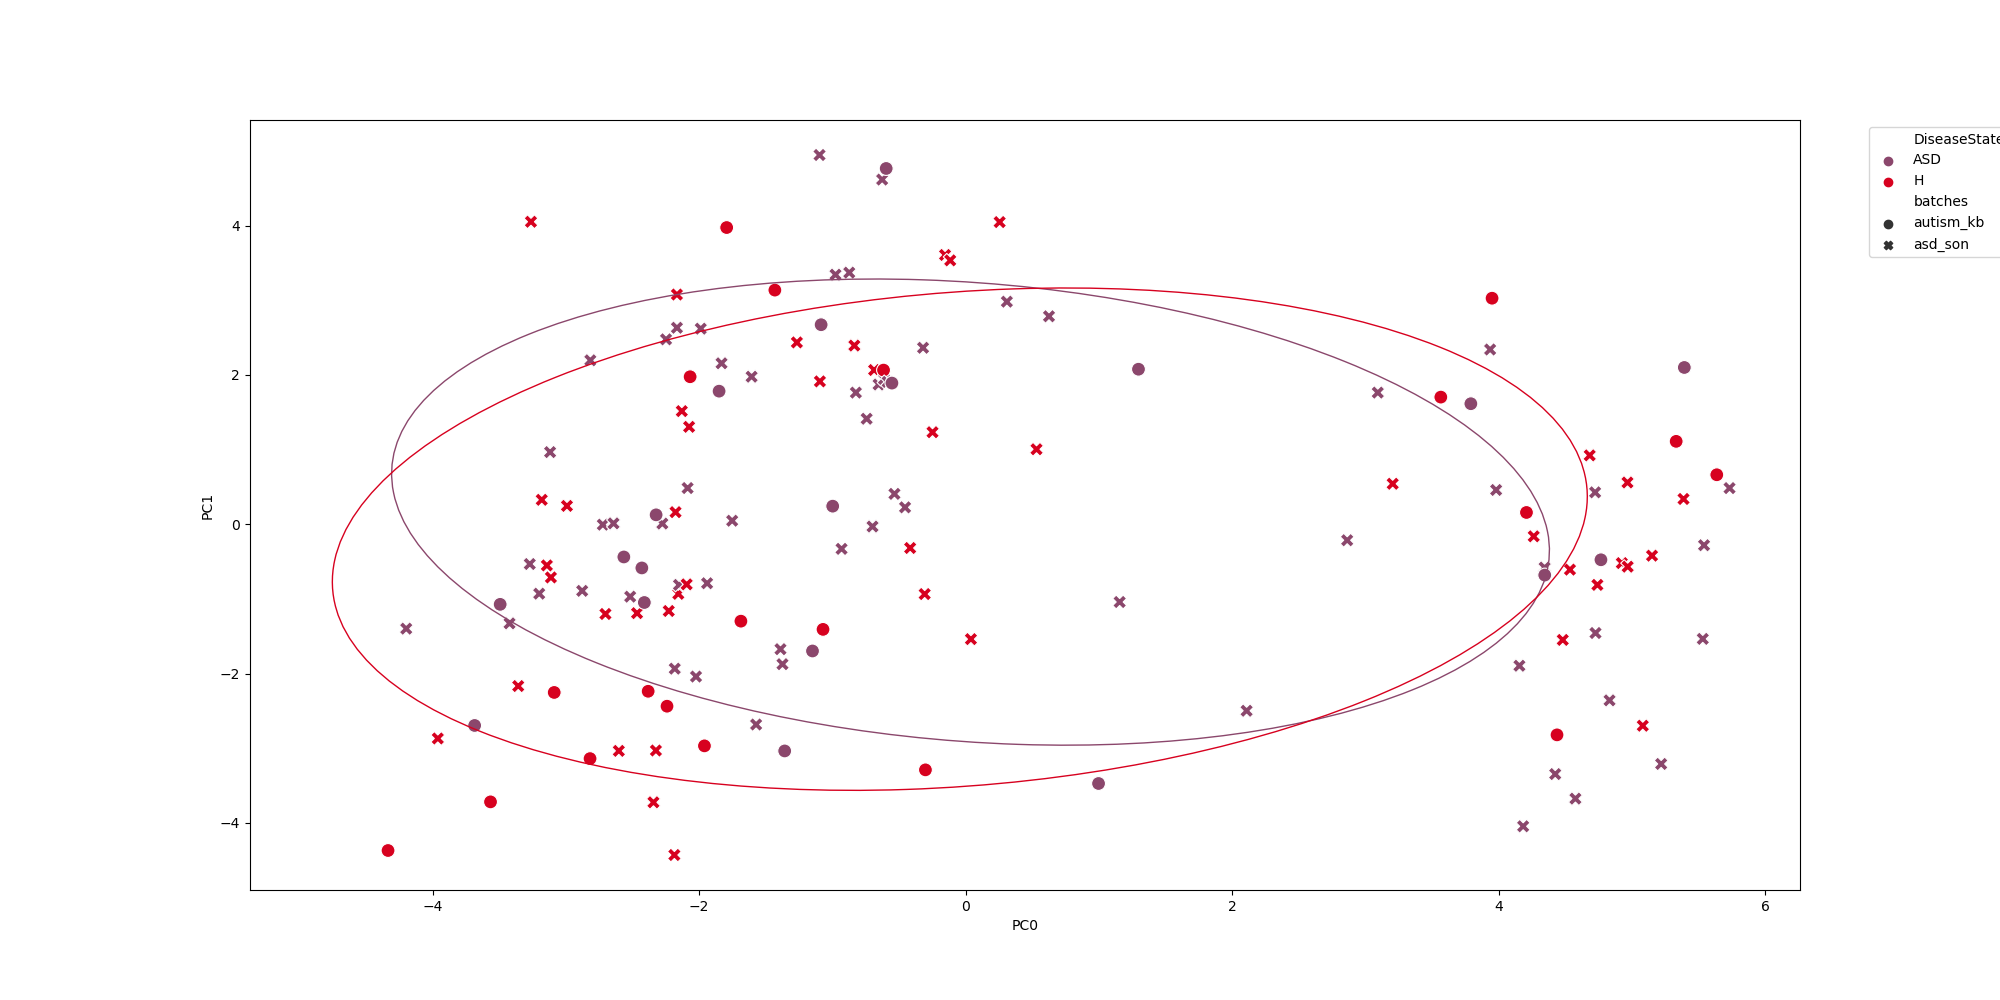 DiseaseState
ASD
H
batches
autism_kb
asd_son
4
2
0
−2
−4
PC1
−4
−2
0
2
4
6
PC0